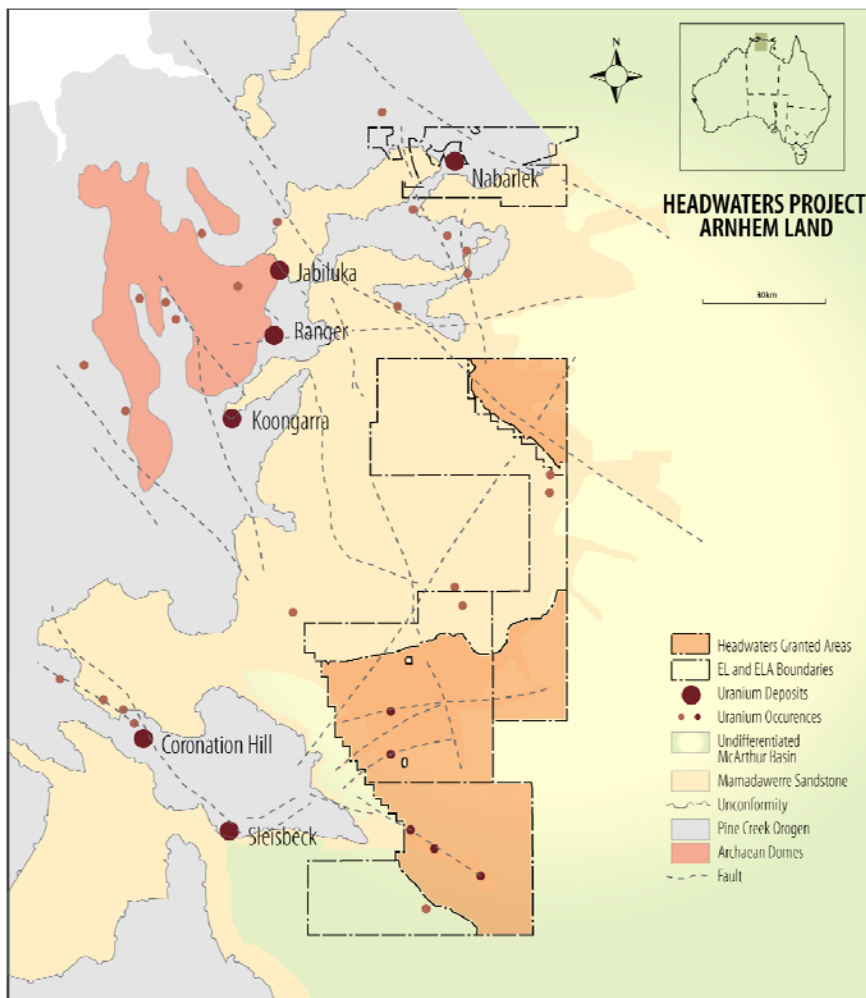 N
HEADWATERS PROJECT
ARNHEM LAND
30km
Nabarlek
Jabiluka
Ranger
Koongarra
Coronation Hill
Sleisbeck
Headwaters Granted Areas
EL and ELA Boundaries
Uranium Deposits
Uranium Occurences
Undifferentiated
McArthur Basin
Mamadawerre Sandstone
Unconformity
Pine Creek Orogen
Archaean Domes
Fault